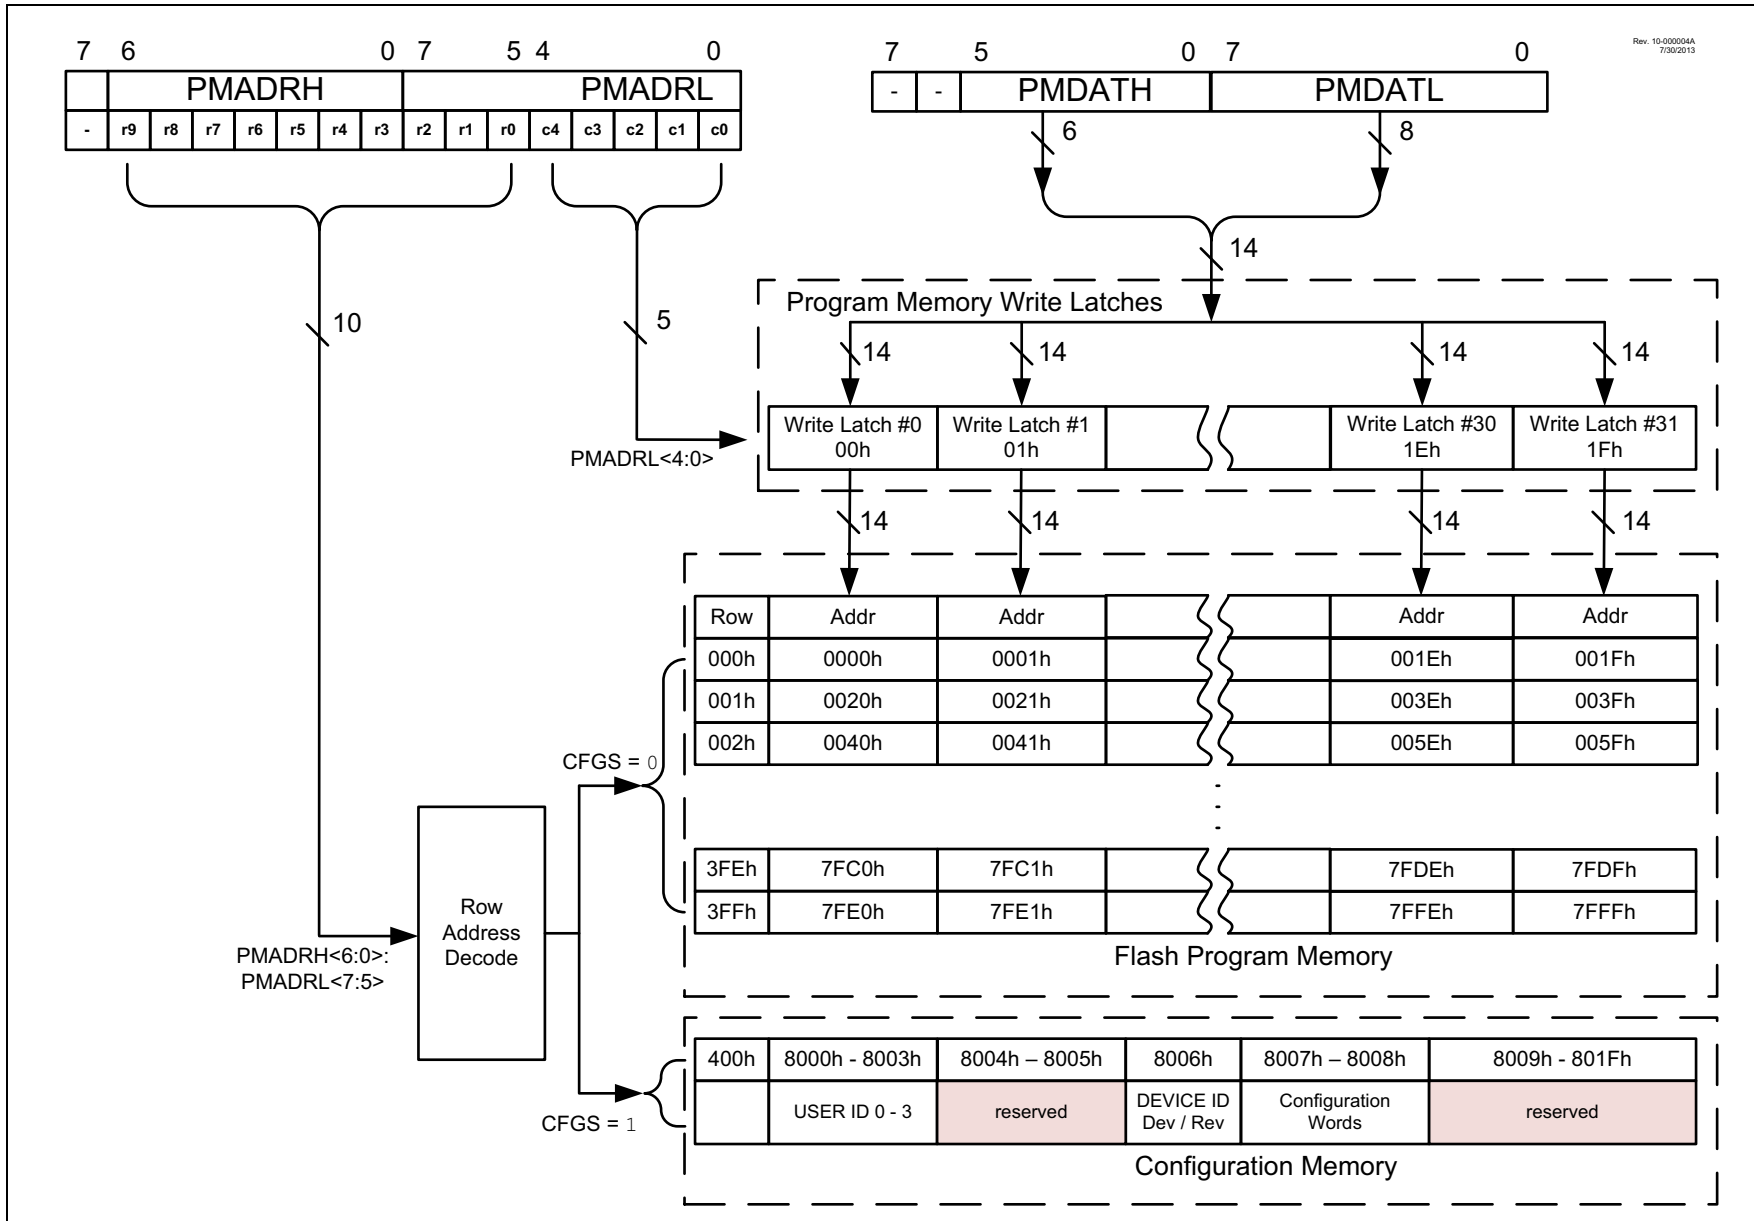 7 6 0 7 5 4 0
7 5 0 7 0
Rev. 10-000004A
7/30/2013
PMADRH PMADRL
- - PMDATH PMDATL
- r9 r8 r7 r6 r5 r4 r3 r2 r1 r0 c4 c3 c2 c1 c0
6 8
14
10 5
Program Memory Write Latches
14 14 14 14
Write Latch #0 Write Latch #1 Write Latch #30 Write Latch #31
00h 01h 1Eh 1Fh
PMADRL<4:0>
14 14 14 14
Row Addr Addr Addr Addr
000h 0000h 0001h 001Eh 001Fh
001h 0020h 0021h 003Eh 003Fh
002h 0040h 0041h 005Eh 005Fh
CFGS = 0
3FEh 7FC0h 7FC1h 7FDEh 7FDFh
3FFh 7FE0h 7FE1h 7FFEh 7FFFh
Row
Address
Decode
PMADRH<6:0>:
PMADRL<7:5>
Flash Program Memory
400h 8000h - 8003h 8004h – 8005h 8006h 8007h – 8008h 8009h - 801Fh
USER ID 0 - 3 reserved DEVICE ID Configuration reserved
Dev / Rev Words
CFGS = 1
Configuration Memory